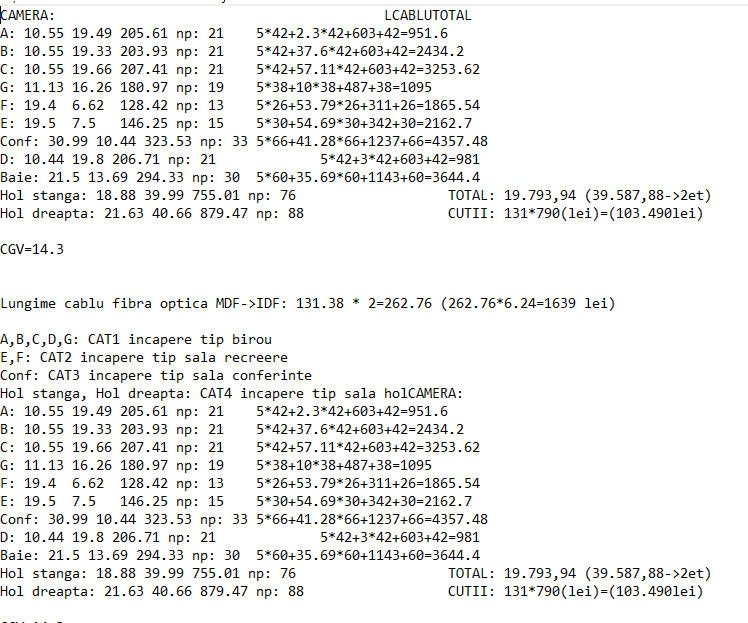 CAMERA: LCABLUTOTAL
A: 10.55 19.49 205.61 np: 21 5*42+2.3*42+603+42=951.6
B: 10.55 19.33 203.93 np: 21 5*42+37.6*42+603+42=2434.2
C: 10.55 19.66 207.41 np: 21 5*42+57.11*42+603+42=3253.62
G: 11.13 16.26 180.97 np: 19 5*38+10*38+487+38=1095
F: 19.4 6.62 128.42 np: 13 5*26+53.79*26+311+26=1865.54
E: 19.5 7.5 146.25 np: 15 5*30+54.69*30+342+30=2162.7
Conf: 30.99 10.44 323.53 np: 33 5*66+41.28*66+1237+66=4357.48
D: 10.44 19.8 206.71 np: 21 5*42+3*42+603+42=981
Baie: 21.5 13.69 294.33 np: 30 5*60+35.69*60+1143+60=3644.4
Hol stanga: 18.88 39.99 755.01 np: 76 TOTAL: 19.793,94 (39.587,88->2et)
Hol dreapta: 21.63 40.66 879.47 np: 88 CUTII: 131*790(lei)=(103.490lei)
CGV=14.3
Lungime cablu fibra optica MDF->IDF: 131.38 * 2=262.76 (262.76*6.24=1639 lei)
A,B,C,D,G: CAT1 incapere tip birou
E,F: CAT2 incapere tip sala recreere
Conf: CAT3 incapere tip sala conferinte
Hol stanga, Hol dreapta: CAT4 incapere tip sala holCAMERA:
A: 10.55 19.49 205.61 np: 21 5*42+2.3*42+603+42=951.6
B: 10.55 19.33 203.93 np: 21 5*42+37.6*42+603+42=2434.2
C: 10.55 19.66 207.41 np: 21 5*42+57.11*42+603+42=3253.62
G: 11.13 16.26 180.97 np: 19 5*38+10*38+487+38=1095
F: 19.4 6.62 128.42 np: 13 5*26+53.79*26+311+26=1865.54
E: 19.5 7.5 146.25 np: 15 5*30+54.69*30+342+30=2162.7
Conf: 30.99 10.44 323.53 np: 33 5*66+41.28*66+1237+66=4357.48
D: 10.44 19.8 206.71 np: 21 5*42+3*42+603+42=981
Baie: 21.5 13.69 294.33 np: 30 5*60+35.69*60+1143+60=3644.4
Hol stanga: 18.88 39.99 755.01 np: 76 TOTAL: 19.793,94 (39.587,88->2et)
Hol dreapta: 21.63 40.66 879.47 np: 88 CUTII: 131*790(lei)=(103.490lei)